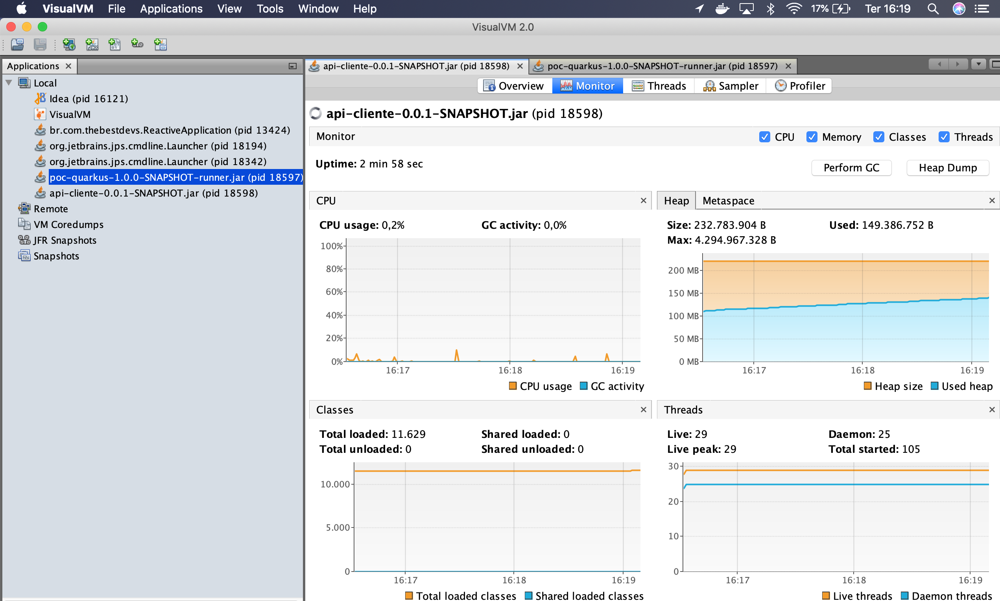 VisualVM File Applications View Tools Window Help 17% Ter 16:19
VisualVM 2.0
Applications
Local
Idea (pid 16121)
VisualVM
br.com.thebestdevs.ReactiveApplication (pid 13424)
org.jetbrains.jps.cmdline.Launcher (pid 18194)
org.jetbrains.jps.cmdline.Launcher (pid 18342)
poc-quarkus-1.0.0-SNAPSHOT-runner.jar (pid 18597)
api-cliente-0.0.1-SNAPSHOT.jar (pid 18598)
Remote
VM Coredumps
JFR Snapshots
Snapshots
api-cliente-0.0.1-SNAPSHOT.jar (pid 18598) poc-quarkus-1.0.0-SNAPSHOT-runner.jar (pid 18597)
Overview Monitor Threads Sampler Profiler
api-cliente-0.0.1-SNAPSHOT.jar (pid 18598)
Monitor CPU Memory Classes Threads
Uptime: 2 min 58 sec
Perform GC Heap Dump
CPU
CPU usage: 0,2% GC activity: 0,0%
100%
80%
60%
40%
20%
0%
16:17 16:18 16:19
CPU usage GC activity
Heap Metaspace
Size: 232.783.904 B Used: 149.386.752 B
Max: 4.294.967.328 B
200 MB
150 MB
100 MB
50 MB
0 MB
16:17 16:18 16:19
Heap size Used heap
Classes
Total loaded: 11.629 Shared loaded: 0
Total unloaded: 0 Shared unloaded: 0
10.000
5.000
0
16:17 16:18 16:19
Total loaded classes Shared loaded classes
Threads
Live: 29 Daemon: 25
Live peak: 29 Total started: 105
30
20
10
0
16:17 16:18 16:19
Live threads Daemon threads